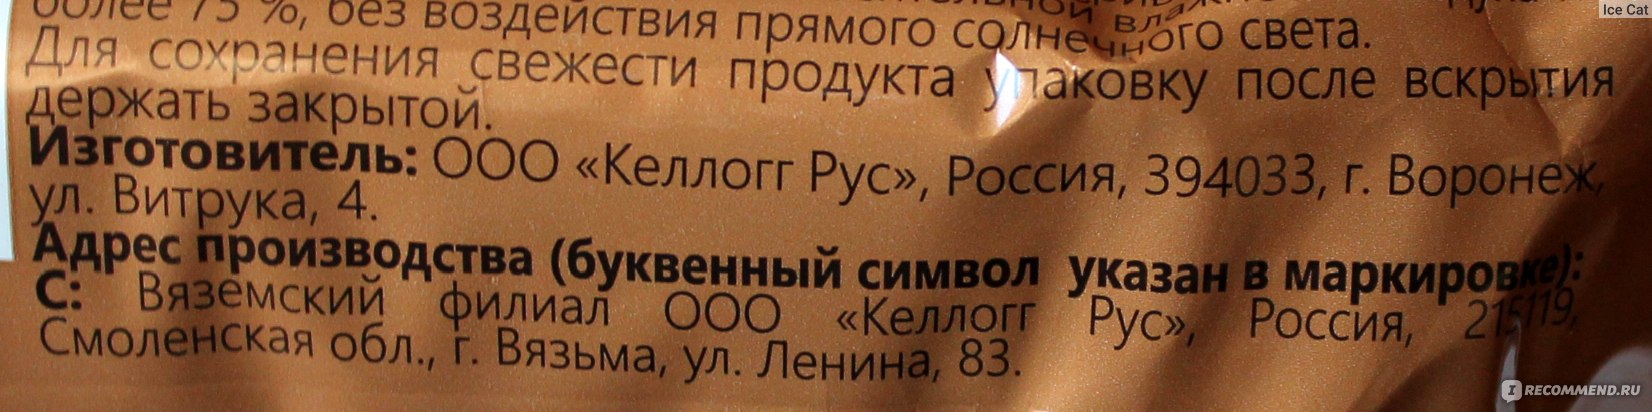 более 75 %, без воздействия прямого солнечного света.
Для сохранения свежести продукта упаковку после вскрытия
держать закрытой.
Изготовитель: ООО «Келлогг Рус», Россия, 394033, г. Воронеж,
ул. Витрука, 4.
Адрес производства (буквенный символ указан в маркировке):
С: Вяземский филиал ООО «Келлогг Рус», Россия, 215119,
Смоленская обл., г. Вязьма, ул. Ленина, 83.
Ice Cat
IRECOMMEND.RU